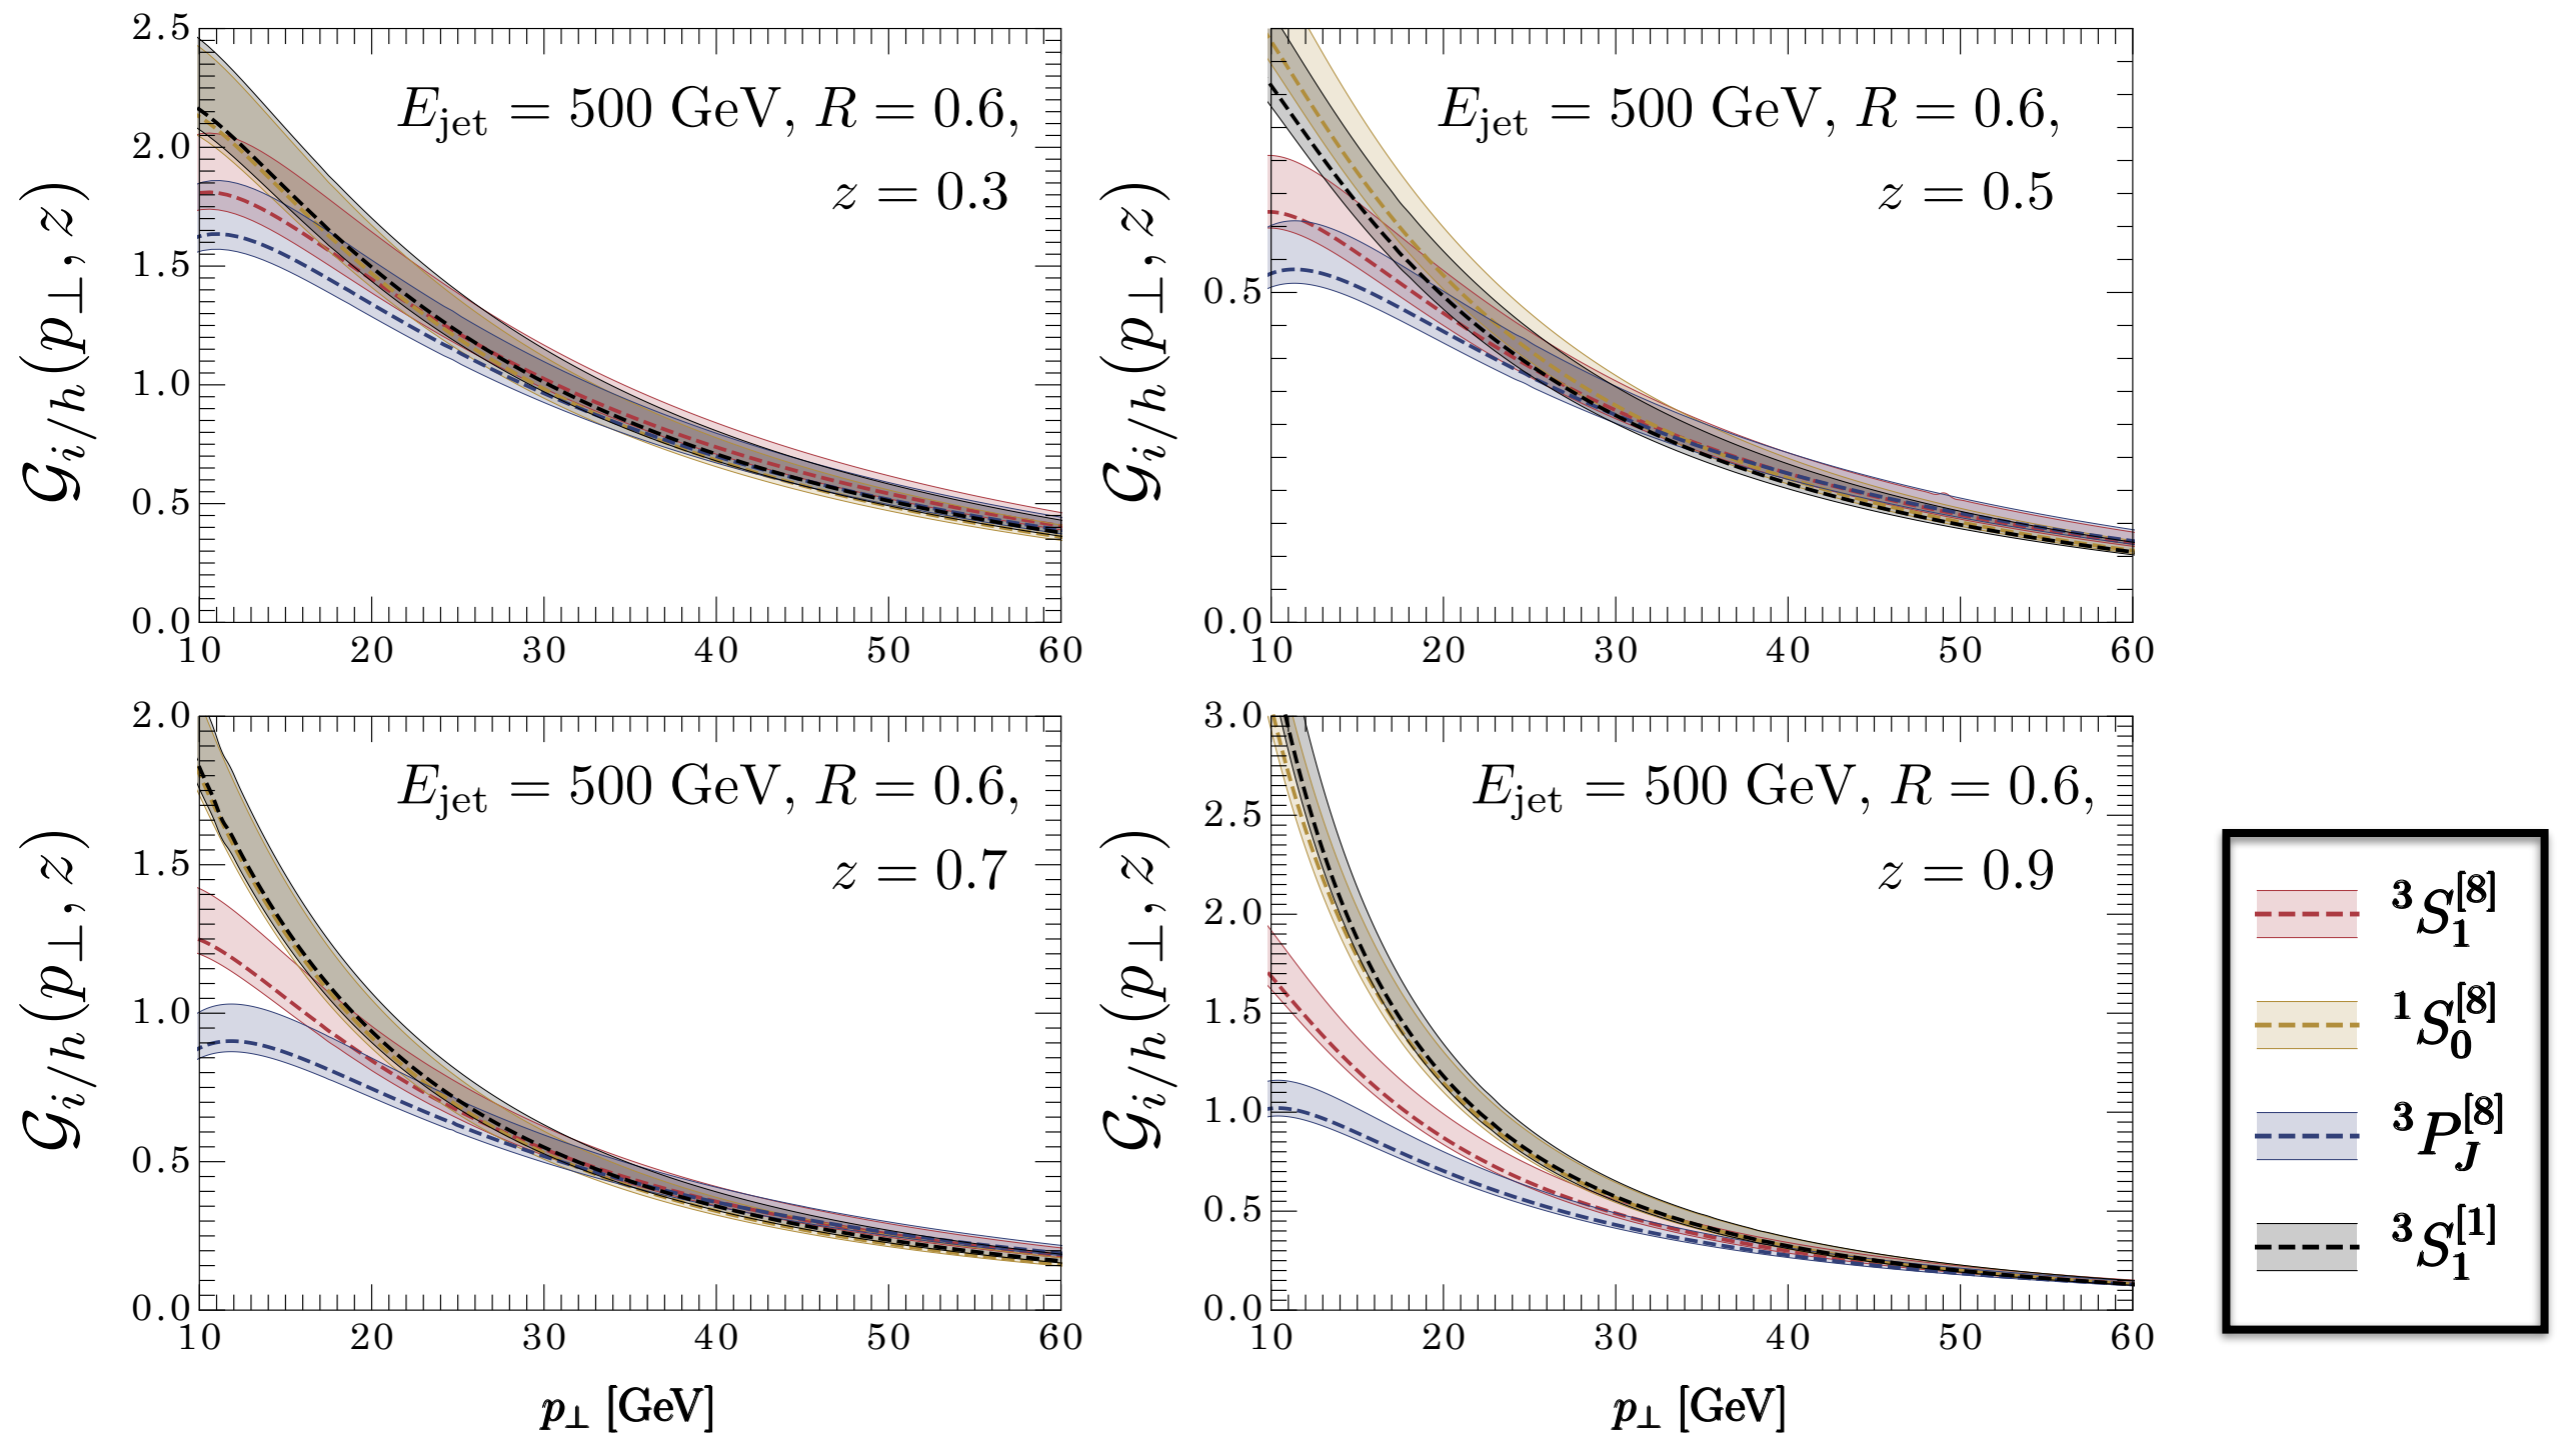 2.5
2.0
1.5
1.0
0.5
0.0
10 20 30 40 50 60
𝒢_{i/h}(p_⊥, z)
E_jet = 500 GeV, R = 0.6,
z = 0.3
0.5
0.0
10 20 30 40 50 60
𝒢_{i/h}(p_⊥, z)
E_jet = 500 GeV, R = 0.6,
z = 0.5
2.0
1.5
1.0
0.5
0.0
10 20 30 40 50 60
𝒢_{i/h}(p_⊥, z)
E_jet = 500 GeV, R = 0.6,
z = 0.7
p_⊥ [GeV]
3.0
2.5
2.0
1.5
1.0
0.5
0.0
10 20 30 40 50 60
𝒢_{i/h}(p_⊥, z)
E_jet = 500 GeV, R = 0.6,
z = 0.9
p_⊥ [GeV]
^3S_1^{[8]}
^1S_0^{[8]}
^3P_J^{[8]}
^3S_1^{[1]}